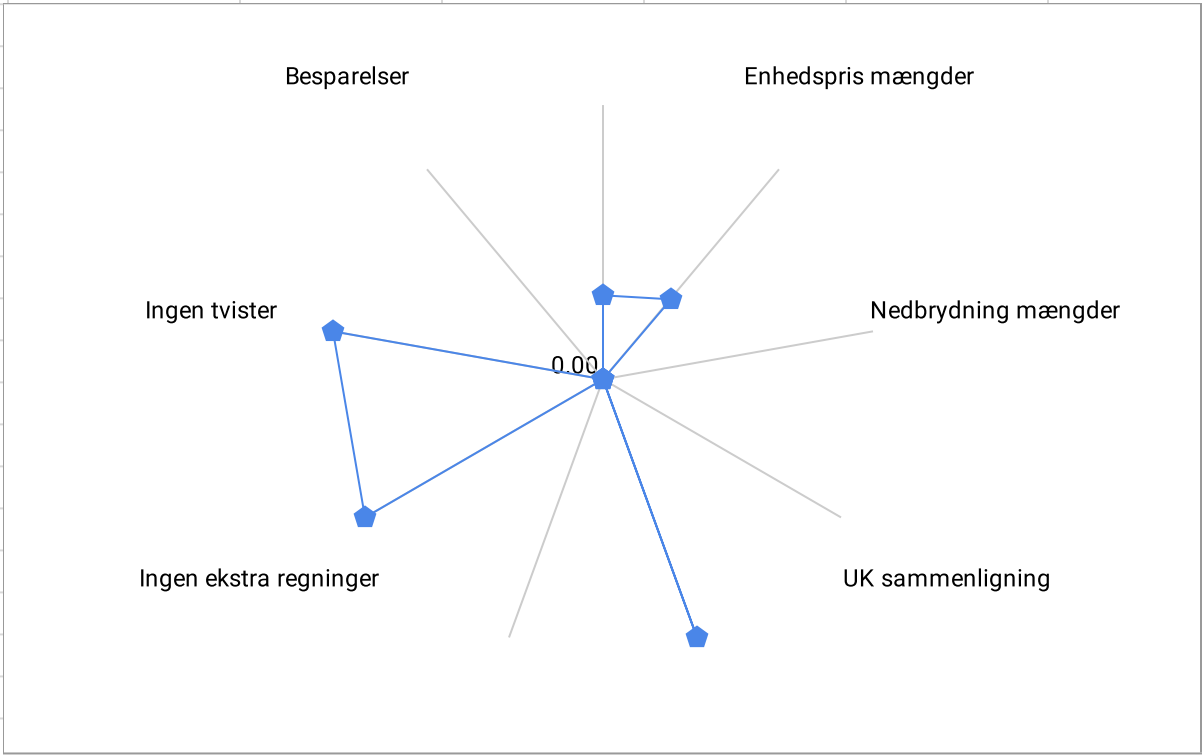 Besparelser
Enhedspris mængder
Ingen tvister
Nedbrydning mængder
0.00
Ingen ekstra regninger
UK sammenligning